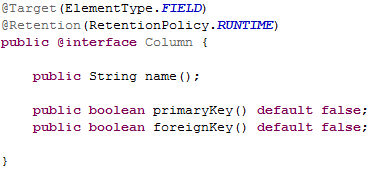 @Target(ElementType.FIELD)
@Retention(RetentionPolicy.RUNTIME)
public @interface Column {
public String name();
public boolean primaryKey() default false;
public boolean foreignKey() default false;
}